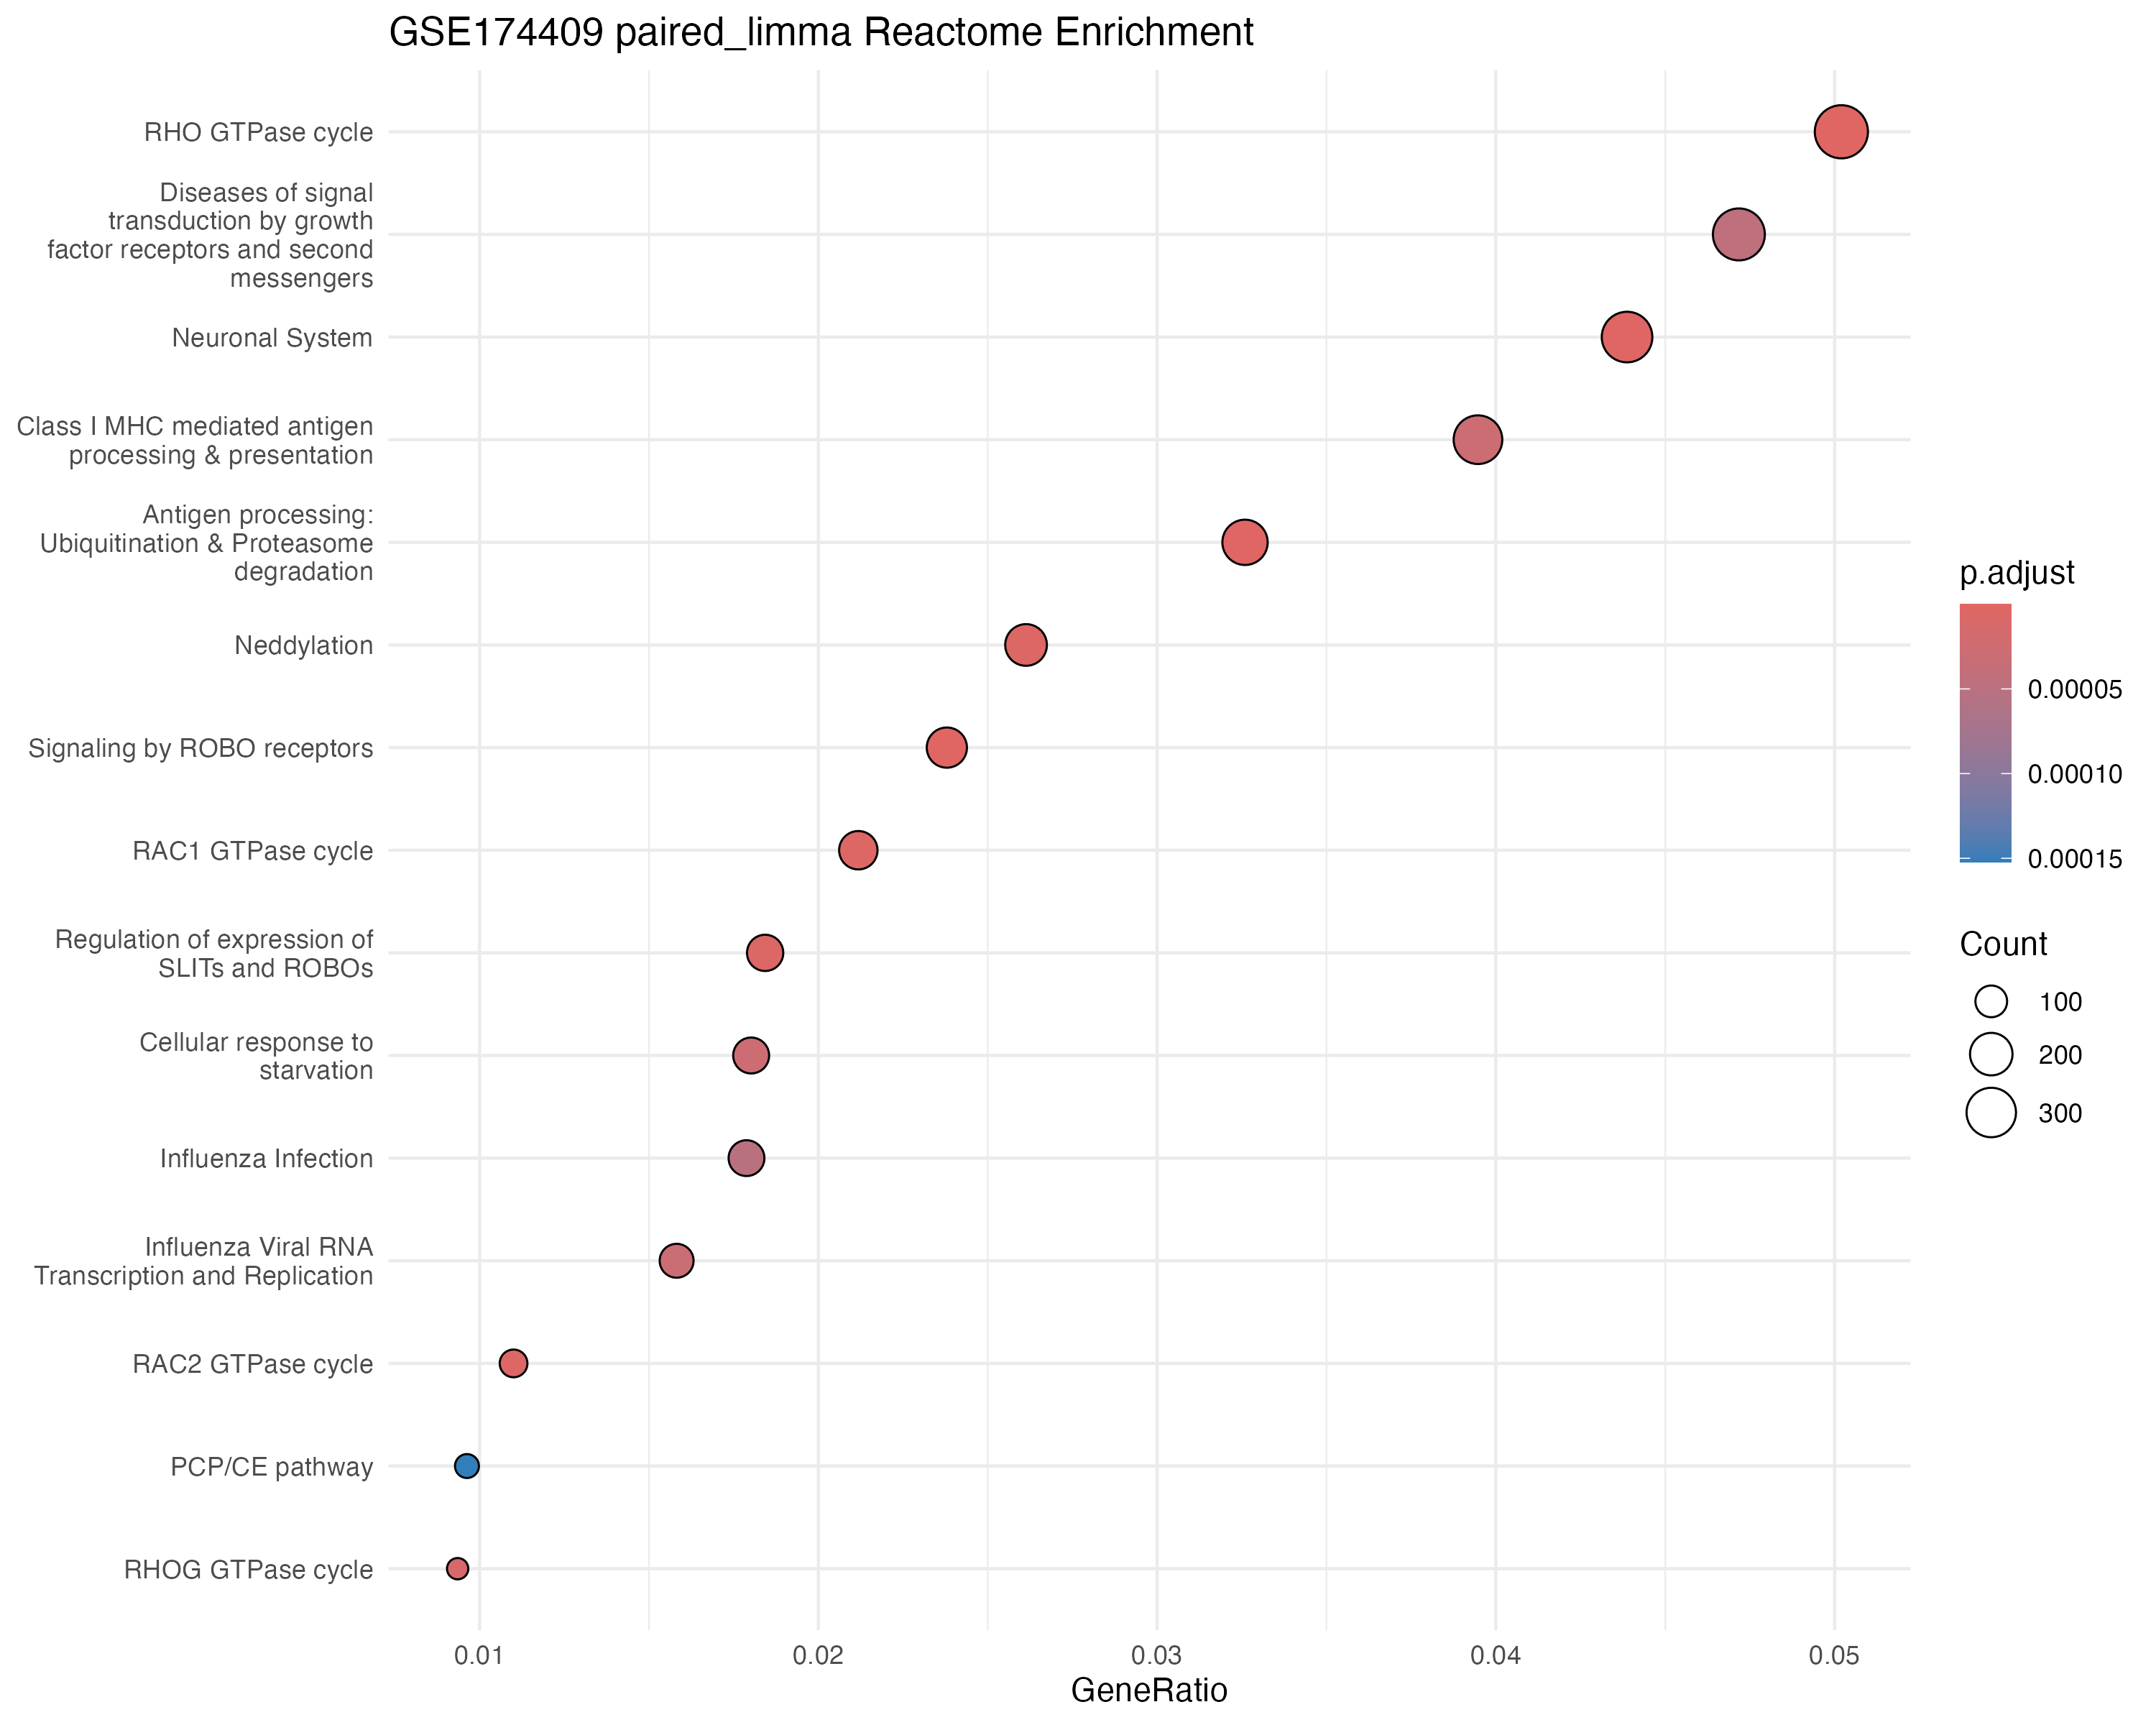 GSE174409 paired_limma Reactome Enrichment
RHO GTPase cycle
Diseases of signal
transduction by growth
factor receptors and second
messengers
Neuronal System
Class I MHC mediated antigen
processing & presentation
Antigen processing:
Ubiquitination & Proteasome
degradation
Neddylation
Signaling by ROBO receptors
RAC1 GTPase cycle
Regulation of expression of
SLITs and ROBOs
Cellular response to
starvation
Influenza Infection
Influenza Viral RNA
Transcription and Replication
RAC2 GTPase cycle
PCP/CE pathway
RHOG GTPase cycle
0.01
0.02
0.03
0.04
0.05
GeneRatio
p.adjust
0.00005
0.00010
0.00015
Count
100
200
300